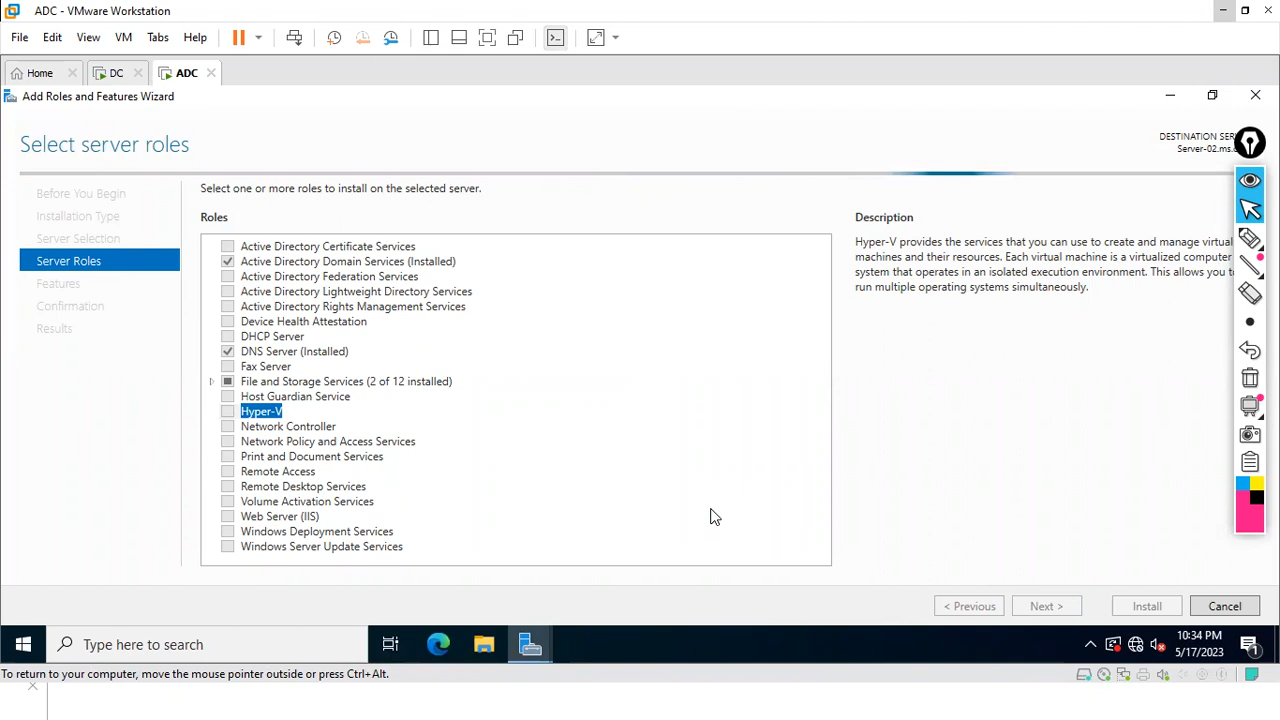 ADC - VMware Workstation
File Edit View VM Tabs Help
Home DC ADC
Add Roles and Features Wizard
Select server roles
DESTINATION SER
Server-02.ms.
Before You Begin
Installation Type
Server Selection
Server Roles
Features
Confirmation
Results
Select one or more roles to install on the selected server.
Roles
Active Directory Certificate Services
Active Directory Domain Services (Installed)
Active Directory Federation Services
Active Directory Lightweight Directory Services
Active Directory Rights Management Services
Device Health Attestation
DHCP Server
DNS Server (Installed)
Fax Server
File and Storage Services (2 of 12 installed)
Host Guardian Service
Hyper-V
Network Controller
Network Policy and Access Services
Print and Document Services
Remote Access
Remote Desktop Services
Volume Activation Services
Web Server (IIS)
Windows Deployment Services
Windows Server Update Services
Description
Hyper-V provides the services that you can use to create and manage virtual
machines and their resources. Each virtual machine is a virtualized computer
system that operates in an isolated execution environment. This allows you to
run multiple operating systems simultaneously.
< Previous Next > Install Cancel
Type here to search
10:34 PM
5/17/2023
1
To return to your computer, move the mouse pointer outside or press Ctrl+Alt.